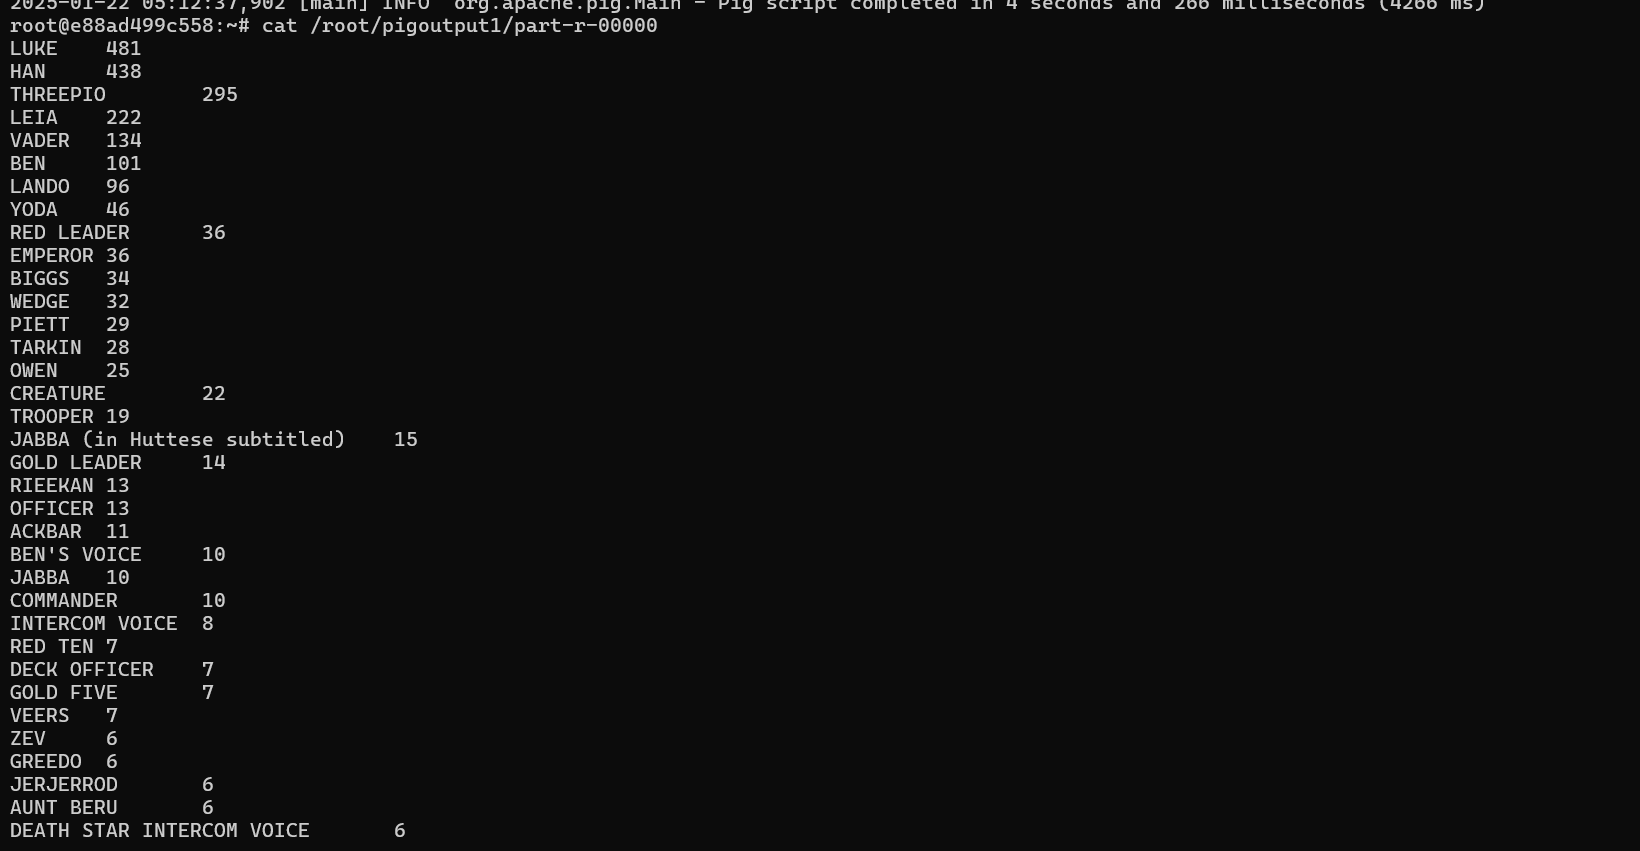 2025-01-22 05:12:37,902 [main] INFO  org.apache.pig.Main - Pig script completed in 4 seconds and 266 milliseconds (4266 ms)
root@e88ad499c558:~# cat /root/pigoutput1/part-r-00000
LUKE	481
HAN	438
THREEPIO	295
LEIA	222
VADER	134
BEN	101
LANDO	96
YODA	46
RED LEADER	36
EMPEROR	36
BIGGS	34
WEDGE	32
PIETT	29
TARKIN	28
OWEN	25
CREATURE	22
TROOPER	19
JABBA (in Huttese subtitled)	15
GOLD LEADER	14
RIEEKAN	13
OFFICER	13
ACKBAR	11
BEN'S VOICE	10
JABBA	10
COMMANDER	10
INTERCOM VOICE	8
RED TEN	7
DECK OFFICER	7
GOLD FIVE	7
VEERS	7
ZEV	6
GREEDO	6
JERJERROD	6
AUNT BERU	6
DEATH STAR INTERCOM VOICE	6